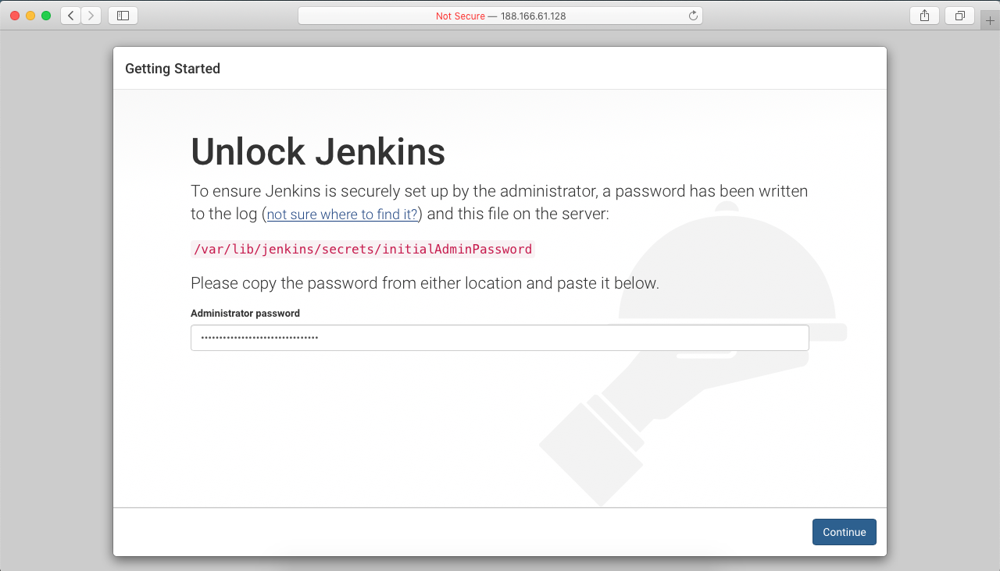 Not Secure — 188.166.61.128
Getting Started
Unlock Jenkins
To ensure Jenkins is securely set up by the administrator, a password has been written
to the log (not sure where to find it?) and this file on the server:
/var/lib/jenkins/secrets/initialAdminPassword
Please copy the password from either location and paste it below.
Administrator password
••••••••••••••••••••••••••••••••
Continue